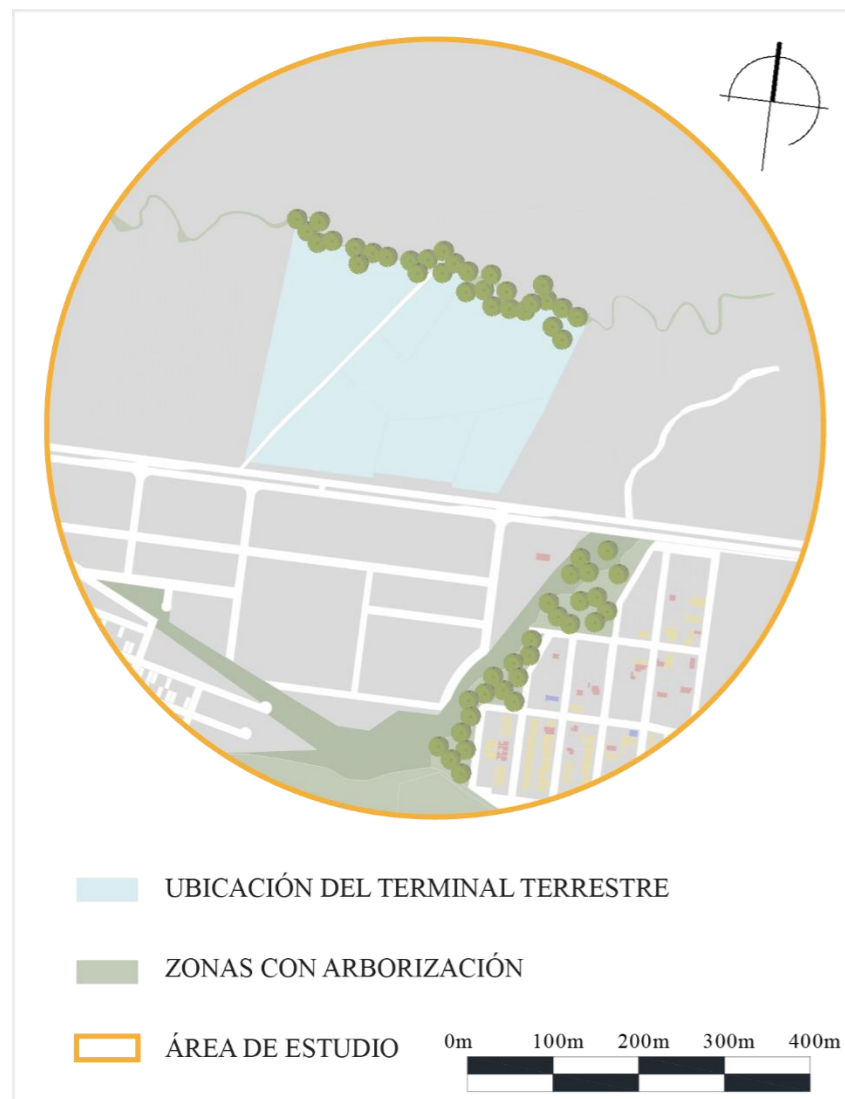 UBICACIÓN DEL TERMINAL TERRESTRE
ZONAS CON ARBORIZACIÓN
ÁREA DE ESTUDIO
0m 100m 200m 300m 400m